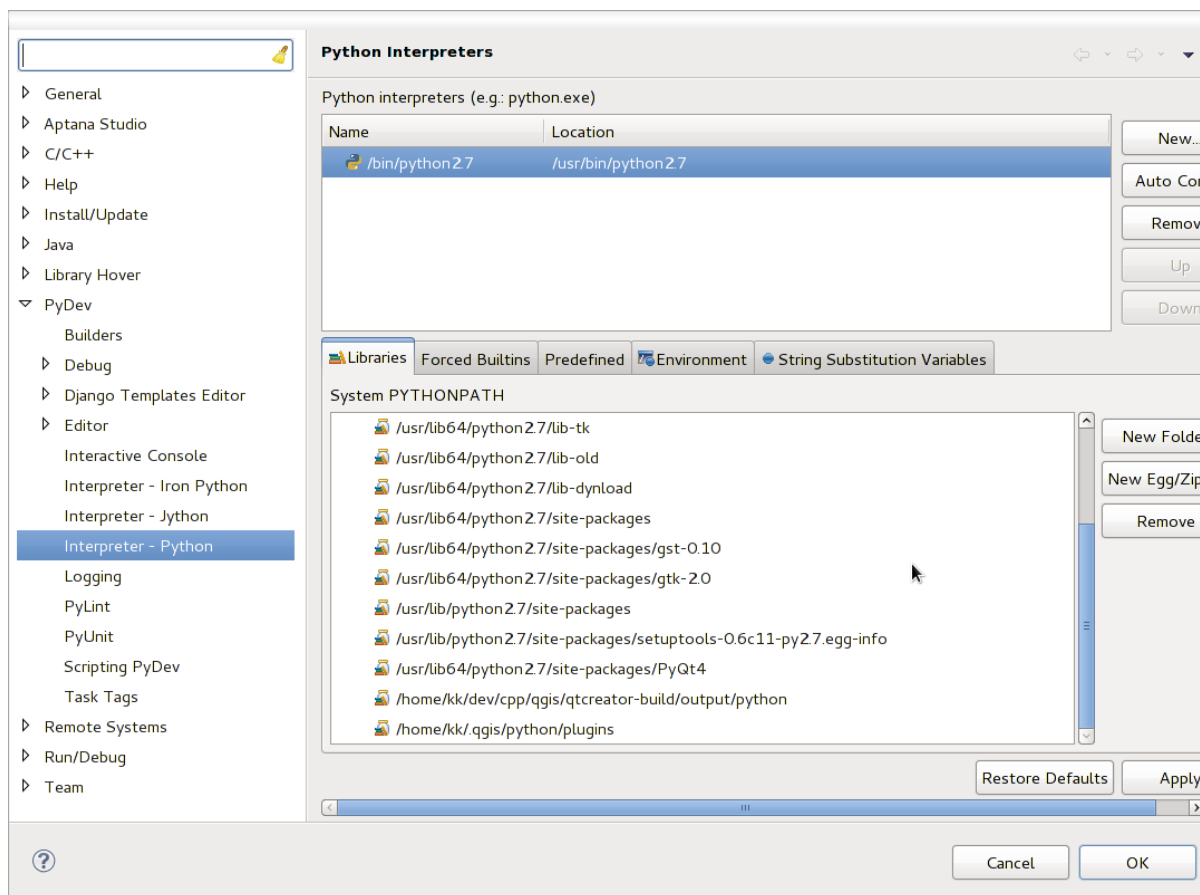 Python Interpreters
General
Aptana Studio
C/C++
Help
Install/Update
Java
Library Hover
PyDev
Builders
Debug
Django Templates Editor
Editor
Interactive Console
Interpreter - Iron Python
Interpreter - Jython
Interpreter - Python
Logging
PyLint
PyUnit
Scripting PyDev
Task Tags
Remote Systems
Run/Debug
Team
Python interpreters (e.g.: python.exe)
Name Location
/bin/python2.7 /usr/bin/python2.7
New...
Auto Con
Remov
Up
Down
Libraries Forced Builtins Predefined Environment String Substitution Variables
System PYTHONPATH
/usr/lib64/python2.7/lib-tk
/usr/lib64/python2.7/lib-old
/usr/lib64/python2.7/lib-dynload
/usr/lib64/python2.7/site-packages
/usr/lib64/python2.7/site-packages/gst-0.10
/usr/lib64/python2.7/site-packages/gtk-2.0
/usr/lib/python2.7/site-packages
/usr/lib/python2.7/site-packages/setuptools-0.6c11-py2.7.egg-info
/usr/lib64/python2.7/site-packages/PyQt4
/home/kk/dev/cpp/qgis/qtcreator-build/output/python
/home/kk/.qgis/python/plugins
New Folde
New Egg/Zip
Remove
Restore Defaults Apply
Cancel OK